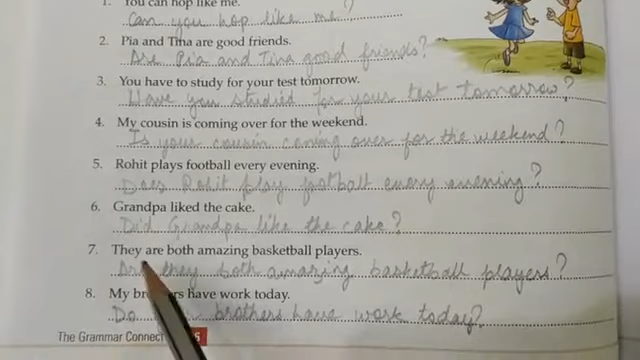 1. You can hop like me.
Can you hop like me?
2. Pia and Tina are good friends.
Are Pia and Tina good friends?
3. You have to study for your test tomorrow.
Have you studied for your test tomorrow?
4. My cousin is coming over for the weekend.
Is your cousin coming over for the weekend?
5. Rohit plays football every evening.
Does Rohit play football every evening?
6. Grandpa liked the cake.
Did Grandpa like the cake?
7. They are both amazing basketball players.
Are they both amazing basketball players?
8. My brothers have work today.
Do brothers have work today?
The Grammar Connect